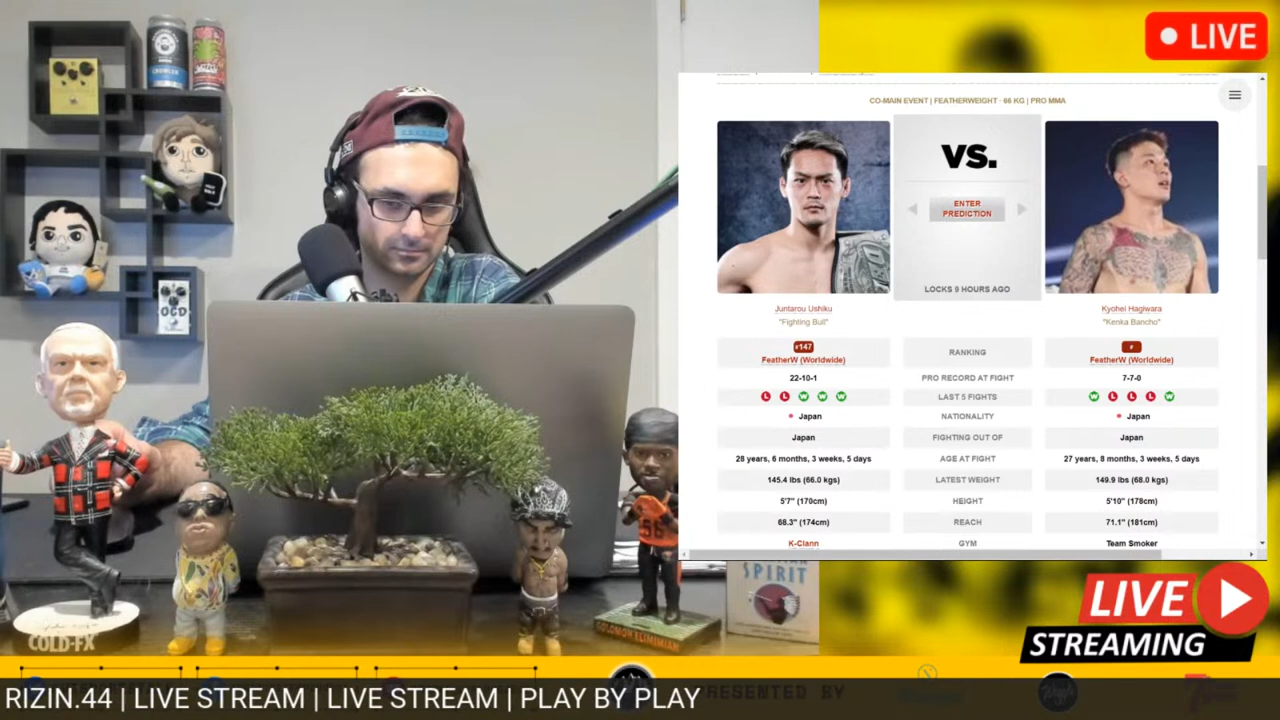 LIVE
CO-MAIN EVENT | FEATHERWEIGHT · 66 KG | PRO MMA
VS.
ENTER
PREDICTION
LOCKS 9 HOURS AGO
Juntarou Ushiku
"Fighting Bull"
Kyohei Hagiwara
"Kenka Bancho"
#147
FeatherW (Worldwide)
RANKING
#
FeatherW (Worldwide)
22-10-1
PRO RECORD AT FIGHT
7-7-0
L L W W W
LAST 5 FIGHTS
W L L L W
Japan
NATIONALITY
Japan
Japan
FIGHTING OUT OF
Japan
28 years, 6 months, 3 weeks, 5 days
AGE AT FIGHT
27 years, 8 months, 3 weeks, 5 days
145.4 lbs (66.0 kgs)
LATEST WEIGHT
149.9 lbs (68.0 kgs)
5'7" (170cm)
HEIGHT
5'10" (178cm)
68.3" (174cm)
REACH
71.1" (181cm)
K-Clann
GYM
Team Smoker
CROWLER
OCD
COLD-FX
56
SOLOMON ELIMIMIAN
SPIRIT
LIVE
STREAMING
PRESENTED BY
RIZIN.44 | LIVE STREAM | LIVE STREAM | PLAY BY PLAY